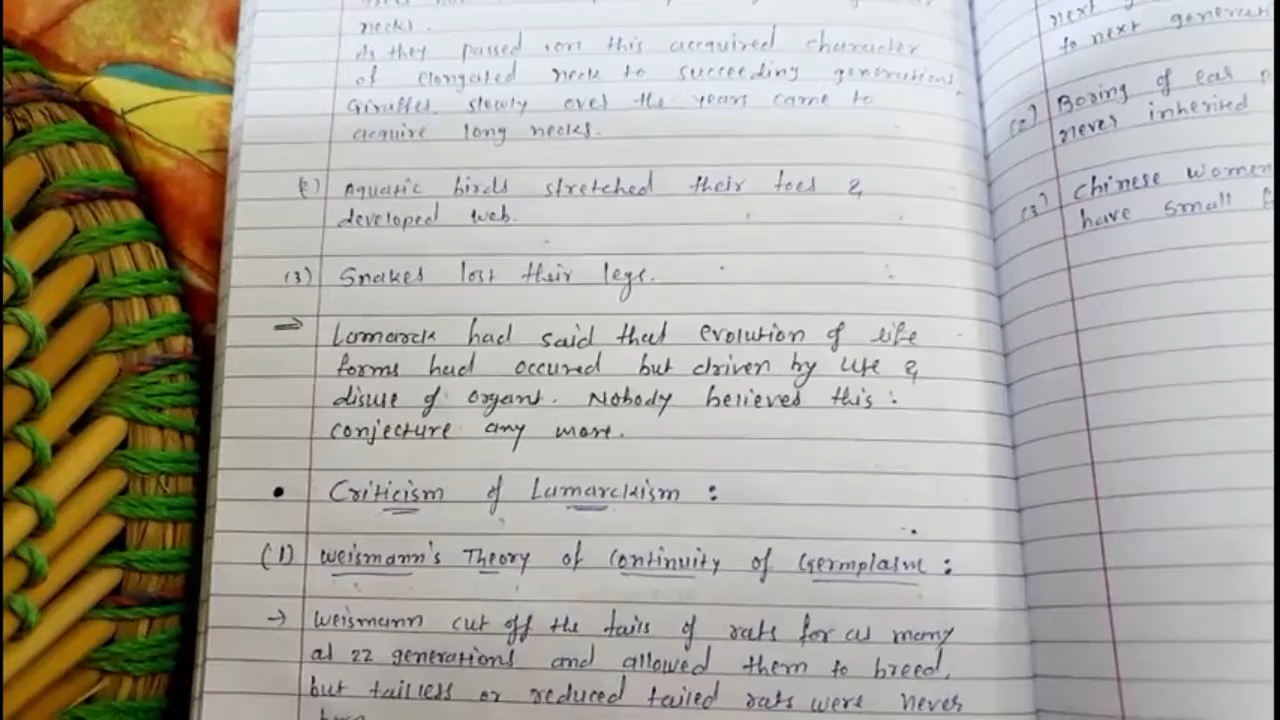 necks.
As they passed on this accquired character
of elongated neck to succeeding generations.
Giraffes, slowly over the years came to
acquire long necks.
(2) Aquatic birds stretched their toes &
developed web.
(3) Snakes lost their legs.
⇒ Lamarck had said that evolution of life
forms had occured but driven by use &
disuse of organs. Nobody believed this
conjecture any more.
• Criticism of Lamarckism :
(1) Weismann's Theory of Continuity of Germplasm :
→ Weismann cut off the tails of rats for as many
as 22 generations and allowed them to breed,
but tailless or reduced tailed rats were never
next
to next
(2) Boring of ear
never inherited
(3) Chinese women
have small